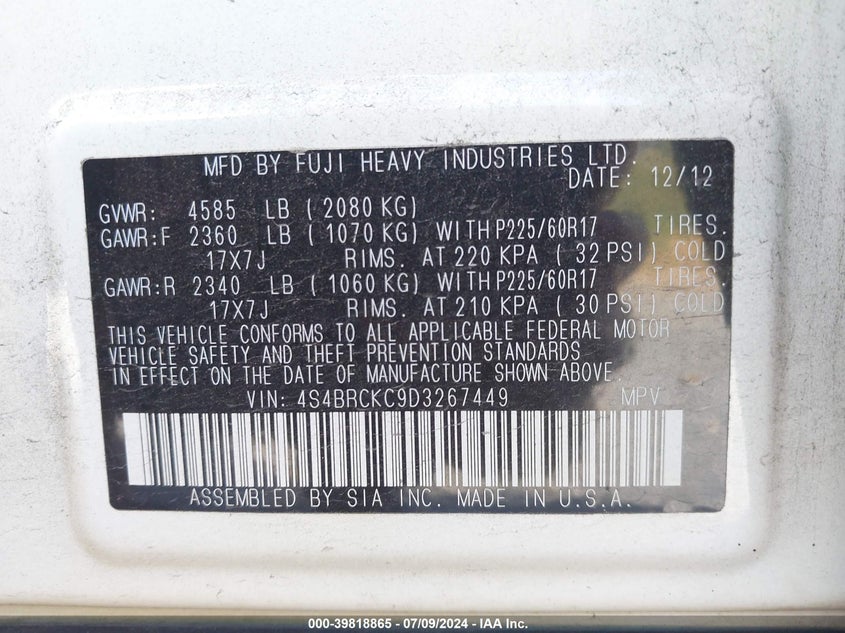 MFD BY FUJI HEAVY INDUSTRIES LTD.
DATE: 12/12
GVWR: 4585 LB ( 2080 KG)
GAWR:F 2360 LB ( 1070 KG) WITH P225/60R17 TIRES.
17X7J RIMS. AT 220 KPA ( 32 PSI) COLD
GAWR:R 2340 LB ( 1060 KG) WITH P225/60R17 TIRES.
17X7J RIMS. AT 210 KPA ( 30 PSI) COLD
THIS VEHICLE CONFORMS TO ALL APPLICABLE FEDERAL MOTOR
VEHICLE SAFETY AND THEFT PREVENTION STANDARDS
IN EFFECT ON THE DATE OF MANUFACTURE SHOWN ABOVE.
VIN: 4S4BRCKC9D3267449 MPV
ASSEMBLED BY SIA INC. MADE IN U.S.A.
000-39818865 - 07/09/2024 - IAA Inc.